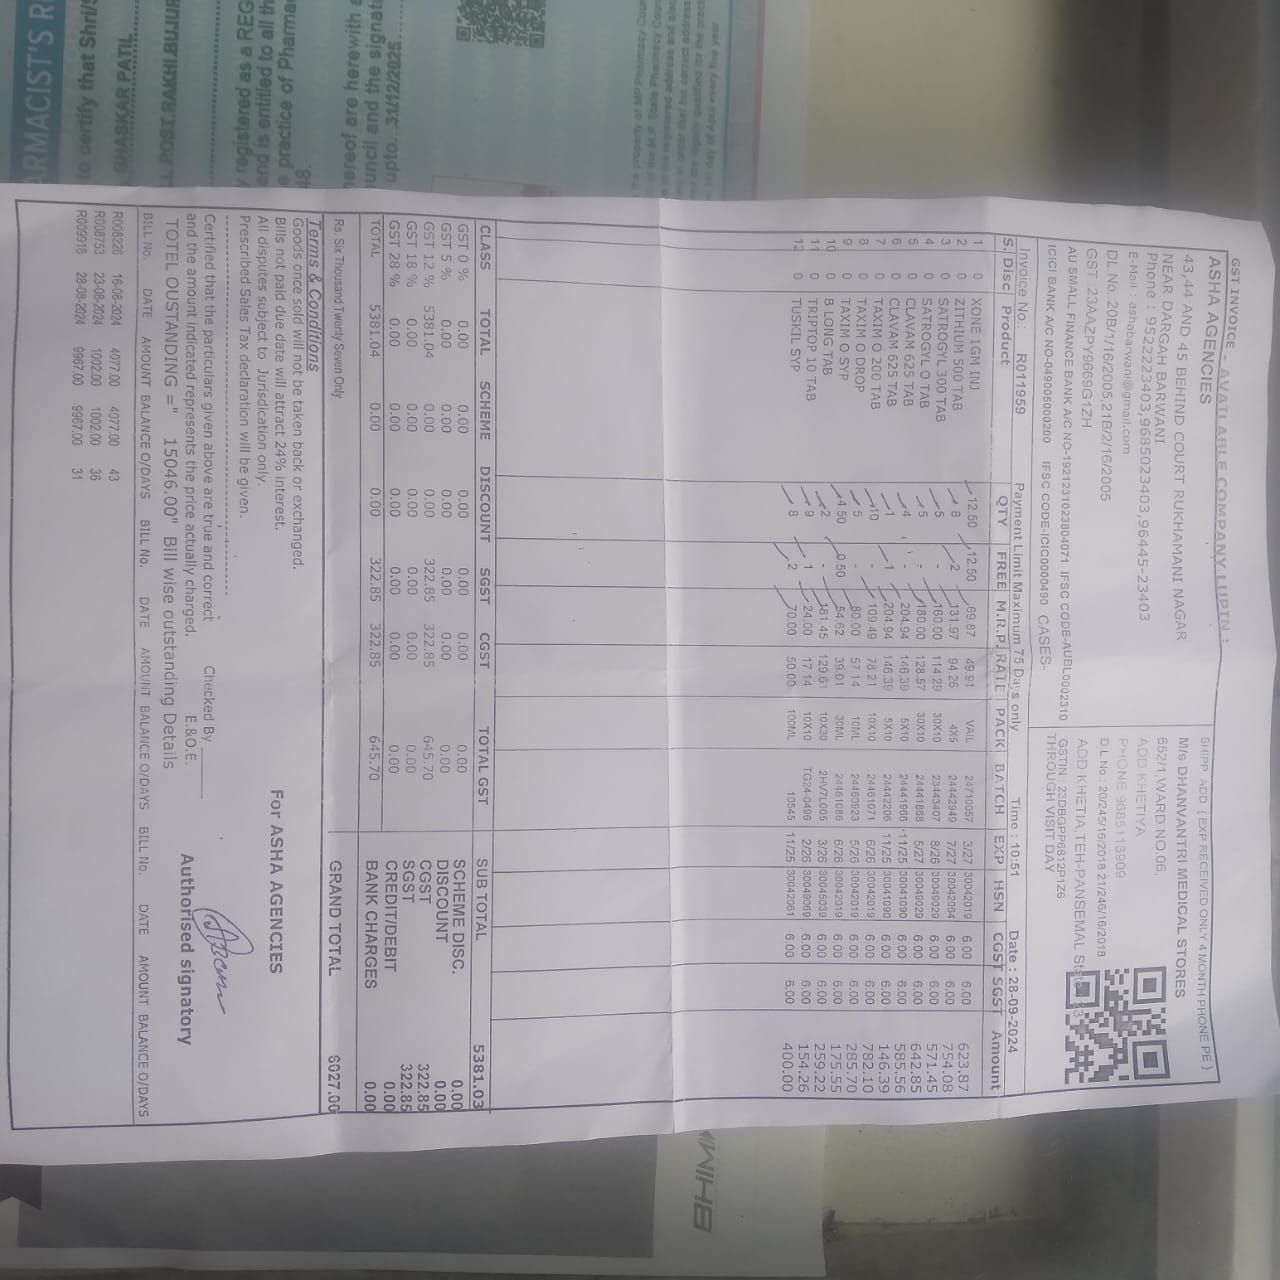 GST INVOICE - AVAILABLE COMPANY LUPIN :
ASHA AGENCIES
43,44 AND 45 BEHIND COURT RUKHAMANI NAGAR
NEAR DARGAH BARWANI
Phone : 9522223403,9685023403,96445-23403
E-Mail : ashabarwani@gmail.com
DL No.20B/1/16/2005,21B/2/16/2005
GST 23AAZPY9669G1ZH
AU SMALL FINANCE BANK A/C NO-1921231023804071 IFSC CODE-AUBL0002310
ICICI BANK A/C NO-049005000200 IFSC CODE-ICIC0000490 CASES-
SHIPP ADD ( EXP RECEIVED ONLY 4 MONTH PHONE PE )
M/s DHANVANTRI MEDICAL STORES
652/1,WARD NO.06,
ADD KHETIYA
PHONE 9685113909
D.L No.: 20/245/16/2018 21/246/16/2018
ADD KHETIA,TEH-PANSEMAL
GSTIN : 23DBGPP6812P1Z6
THROUGH VISIT DAY
Invoice No.: R011959 Payment Limit Maximum 75 Days only Time : 10:51 Date : 28-09-2024
S. Disc Product QTY FREE M.R.P. RATE PACK BATCH EXP HSN CGST SGST Amount
1 0 XONE 1GM INJ 12.50 12.50 69.87 49.91 VAIL 24710057 3/27 30042019 6.00 6.00 623.87
2 0 ZITHIUM 500 TAB 8 2 131.97 94.26 4X5 24442949 7/27 30042064 6.00 6.00 754.08
3 0 SATROGYL 300 TAB 5 - 160.00 114.29 30X10 23443407 8/26 30049029 6.00 6.00 571.45
4 0 SATROGYL O TAB 5 - 180.00 128.57 30X10 24441868 5/27 30049029 6.00 6.00 642.85
5 0 CLAVAM 625 TAB 4 - 204.94 146.39 5X10 24441966 11/25 30041090 6.00 6.00 585.56
6 0 CLAVAM 625 TAB 1 1 204.94 146.39 5X10 24442206 11/25 30041090 6.00 6.00 146.39
7 0 TAXIM O 200 TAB 10 - 109.49 78.21 10X10 24461071 6/26 30042019 6.00 6.00 782.10
8 0 TAXIM O DROP 5 - 80.00 57.14 10ML 24460923 5/26 30042019 6.00 6.00 285.70
9 0 TAXIM O SYP 4.50 0.50 54.62 39.01 30ML 24461086 6/26 30042019 6.00 6.00 175.55
10 0 B LONG TAB 2 - 181.45 129.61 10X30 2HV7L005 3/26 30045039 6.00 6.00 259.22
11 0 TRIPTOP 10 TAB 9 1 24.00 17.14 10X10 TG24-0496 2/26 30049069 6.00 6.00 154.26
12 0 TUSKIL SYP 8 2 70.00 50.00 100ML 10545 11/25 30042061 6.00 6.00 400.00
CLASS TOTAL SCHEME DISCOUNT SGST CGST TOTAL GST
GST 0 % 0.00 0.00 0.00 0.00 0.00 0.00
GST 5 % 0.00 0.00 0.00 0.00 0.00 0.00
GST 12 % 5381.04 0.00 0.00 322.85 322.85 645.70
GST 18 % 0.00 0.00 0.00 0.00 0.00 0.00
GST 28 % 0.00 0.00 0.00 0.00 0.00 0.00
TOTAL 5381.04 0.00 0.00 322.85 322.85 645.70
SUB TOTAL 5381.03
SCHEME DISC. 0.00
DISCOUNT 0.00
CGST 322.85
SGST 322.85
CREDIT/DEBIT 0.00
BANK CHARGES 0.00
Rs. Six Thousand Twenty Seven Only
GRAND TOTAL 6027.00
Terms & Conditions
Goods once sold will not be taken back or exchanged.
Bills not paid due date will attract 24% interest.
All disputes subject to Jurisdication only.
Prescribed Sales Tax declaration will be given.
For ASHA AGENCIES
Certified that the particulars given above are true and correct
and the amount indicated represents the price actually charged.
Checked By
E.&O.E.
Authorised signatory
TOTEL OUSTANDING =" 15046.00" Bill wise outstanding Details
BILL No. DATE AMOUNT BALANCE O/DAYS BILL No. DATE AMOUNT BALANCE O/DAYS BILL No. DATE AMOUNT BALANCE O/DAYS
R008226 16-08-2024 4077.00 4077.00 43
R008753 23-08-2024 1002.00 1002.00 36
R009918 28-08-2024 9967.00 9967.00 31
ARMACIST'S R
BHASKAR PATIL
upto. 31/12/2025
BHIM